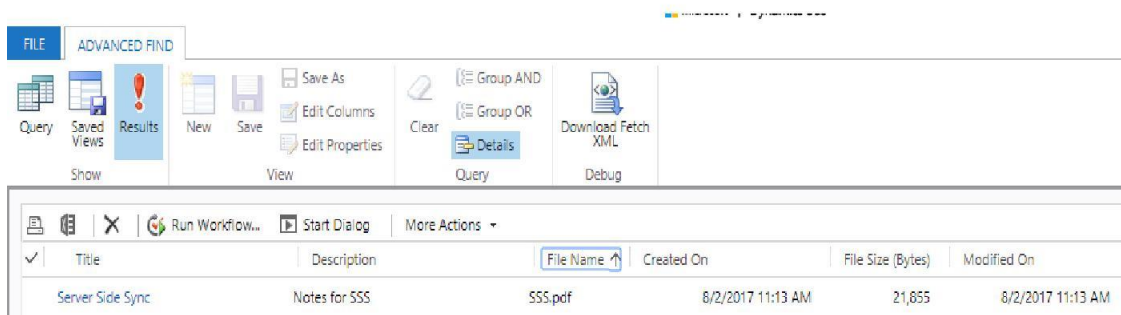 FILE ADVANCED FIND
Save As
Group AND
Edit Columns
Group OR
Query Saved Views Results New Save Clear Download Fetch XML
Edit Properties
Details
Show View Query Debug
Run Workflow... Start Dialog More Actions
Title Description File Name ↑ Created On File Size (Bytes) Modified On
Server Side Sync Notes for SSS SSS.pdf 8/2/2017 11:13 AM 21,855 8/2/2017 11:13 AM